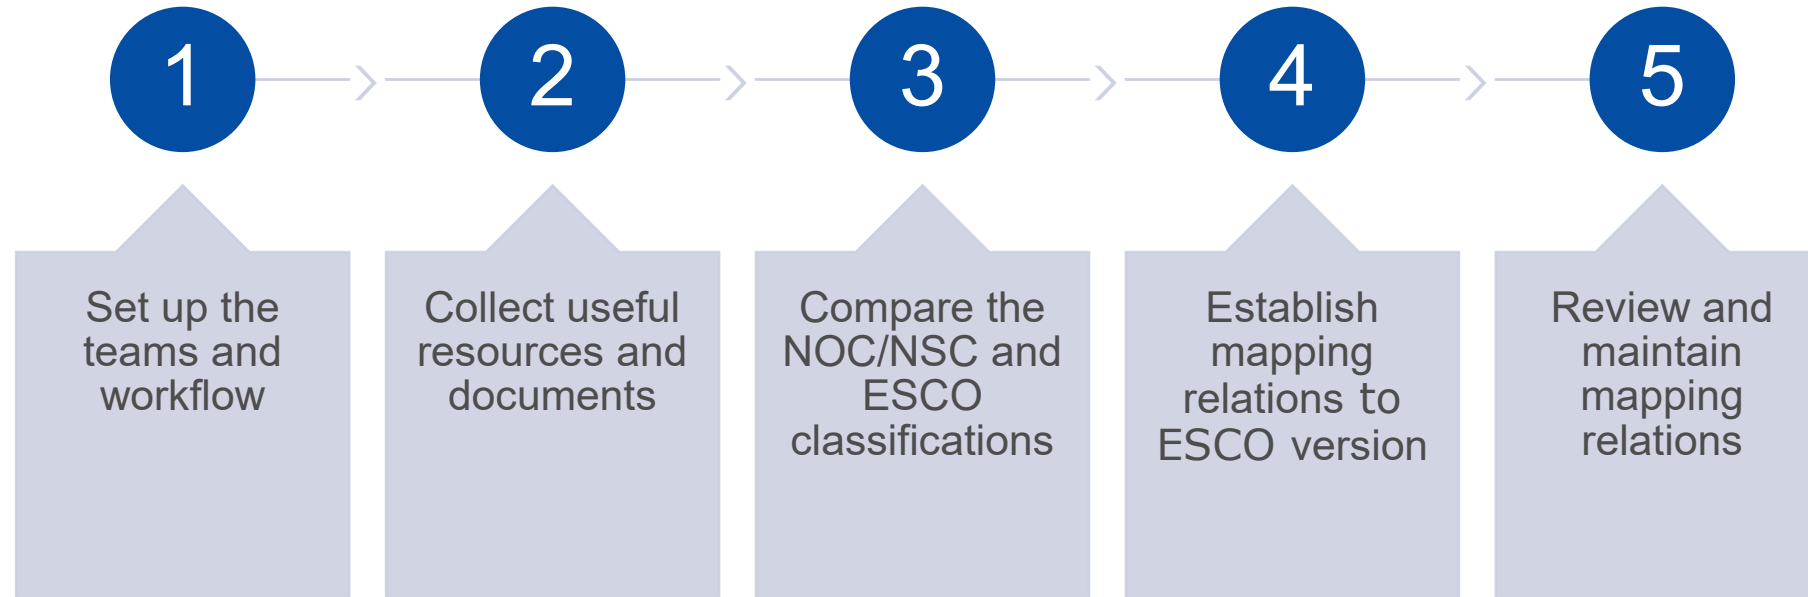 1
2
3
4
5
Set up the
teams and
workflow
Collect useful
resources and
documents
Compare the
NOC/NSC and
ESCO
classifications
Establish
mapping
relations to
ESCO version
Review and
maintain
mapping
relations